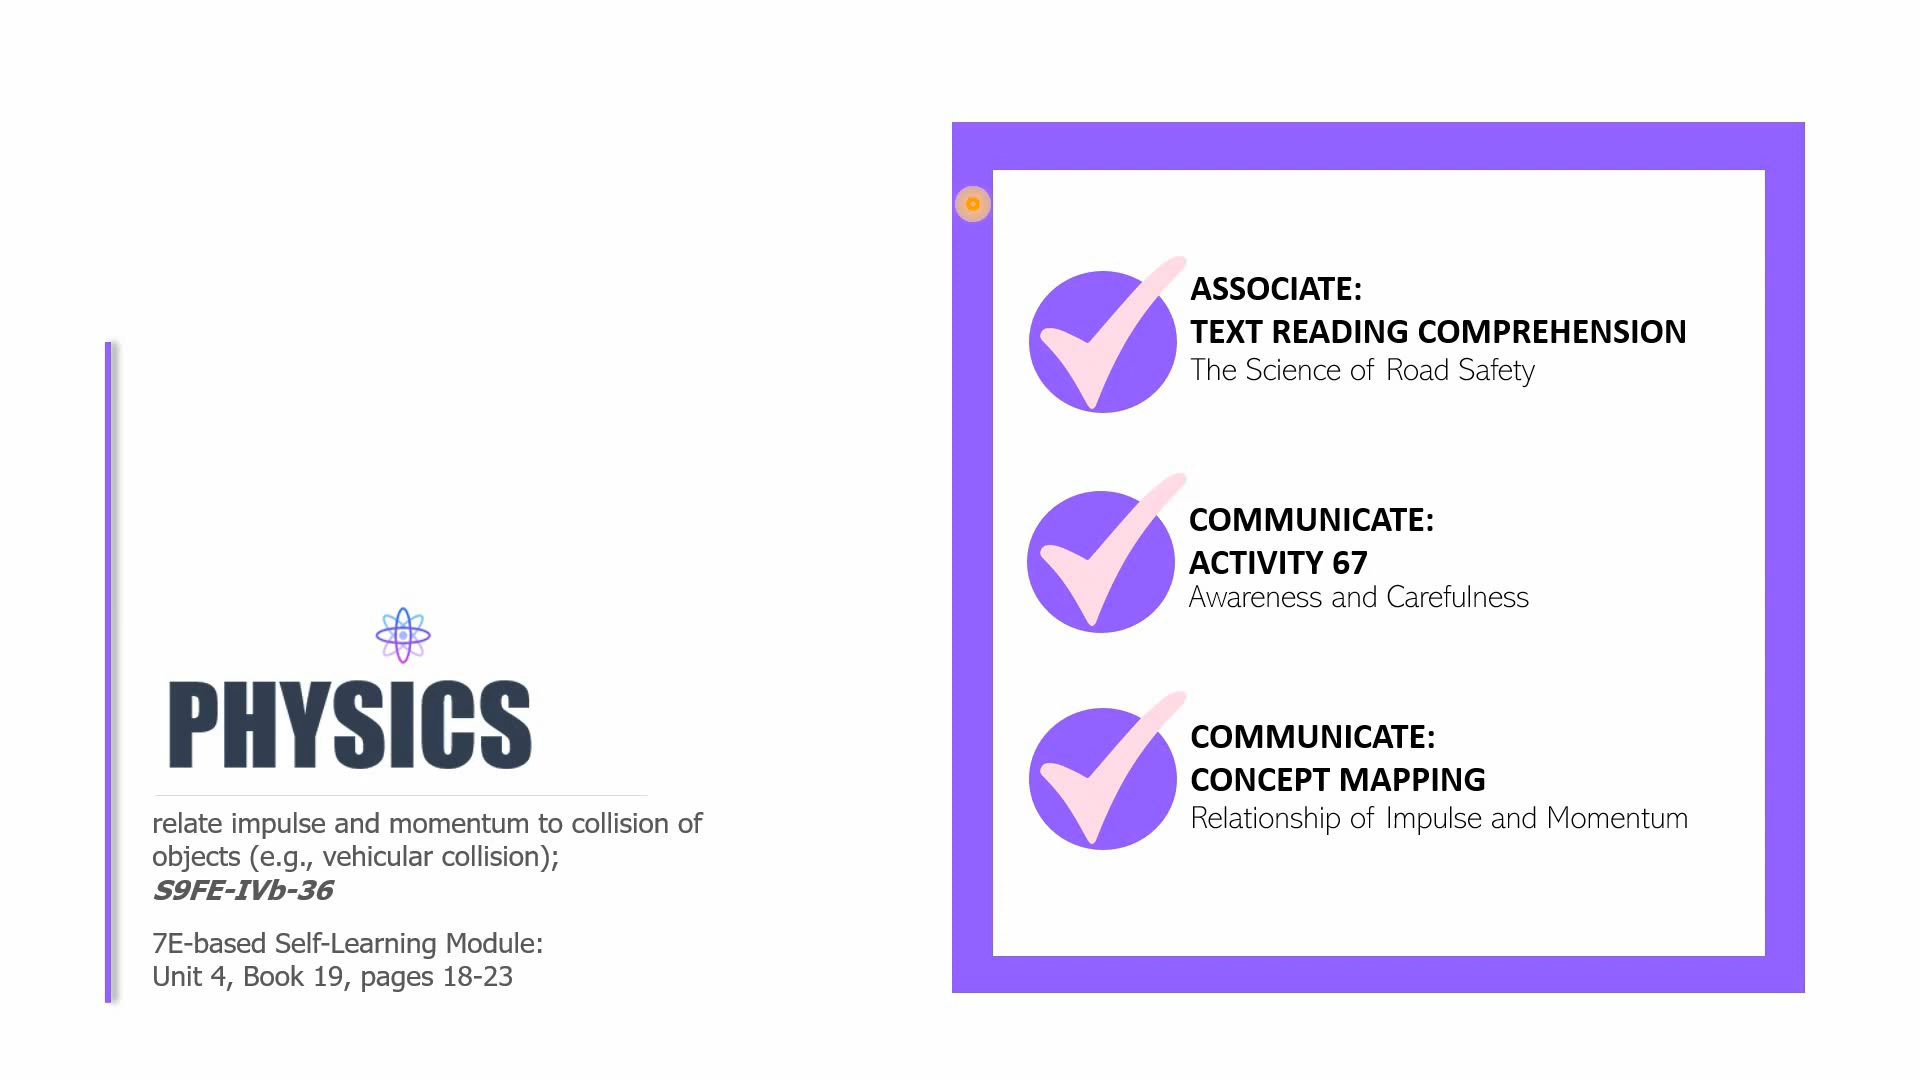 PHYSICS
relate impulse and momentum to collision of
objects (e.g., vehicular collision);
S9FE-IVb-36
7E-based Self-Learning Module:
Unit 4, Book 19, pages 18-23
ASSOCIATE:
TEXT READING COMPREHENSION
The Science of Road Safety
COMMUNICATE:
ACTIVITY 67
Awareness and Carefulness
COMMUNICATE:
CONCEPT MAPPING
Relationship of Impulse and Momentum